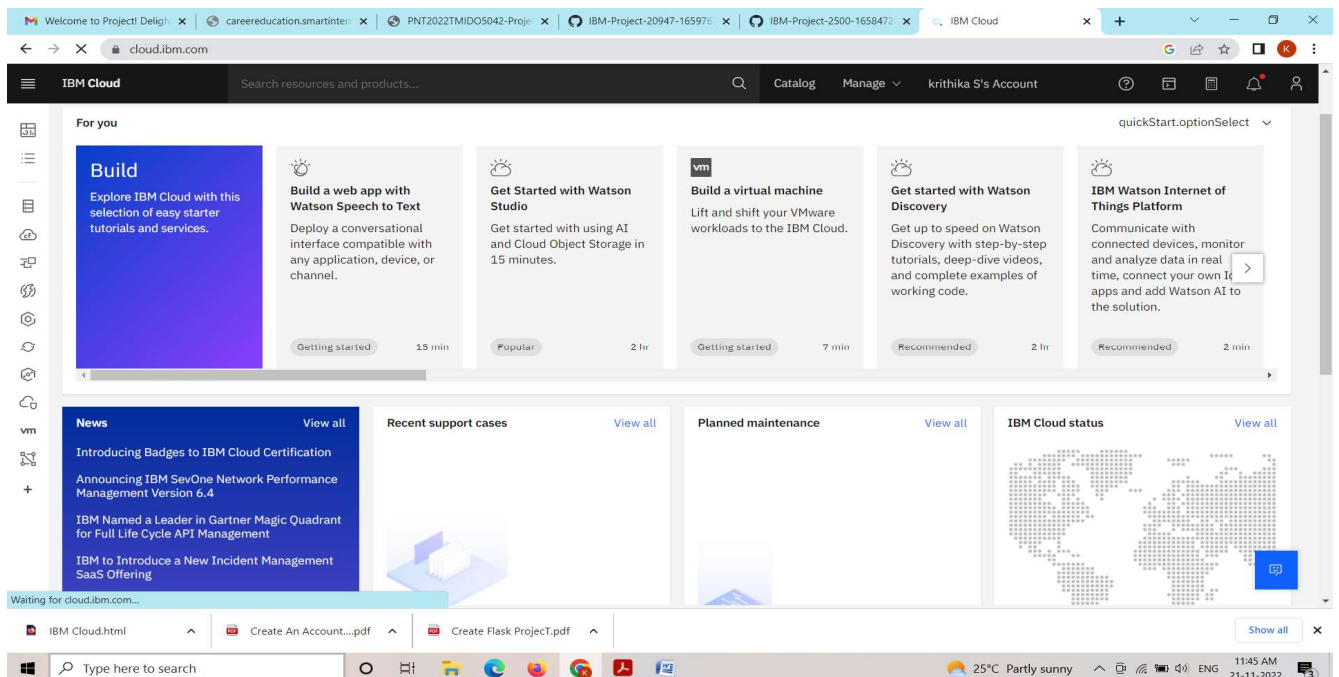 Welcome to Project! Deligh
careereducation.smartinter
PNT2022TMIDO5042-Proje
IBM-Project-20947-165976
IBM-Project-2500-1658472
IBM Cloud
cloud.ibm.com
K
IBM Cloud
Search resources and products...
Catalog
Manage
krithika S's Account
For you
quickStart.optionSelect
Build
Explore IBM Cloud with this
selection of easy starter
tutorials and services.
Build a web app with
Watson Speech to Text
Deploy a conversational
interface compatible with
any application, device, or
channel.
Getting started
15 min
Get Started with Watson
Studio
Get started with using AI
and Cloud Object Storage in
15 minutes.
Popular
2 hr
vm
Build a virtual machine
Lift and shift your VMware
workloads to the IBM Cloud.
Getting started
7 min
Get started with Watson
Discovery
Get up to speed on Watson
Discovery with step-by-step
tutorials, deep-dive videos,
and complete examples of
working code.
Recommended
2 hr
IBM Watson Internet of
Things Platform
Communicate with
connected devices, monitor
and analyze data in real
time, connect your own
apps and add Watson AI to
the solution.
Recommended
2 min
vm
News
View all
Introducing Badges to IBM Cloud Certification
Announcing IBM SevOne Network Performance
Management Version 6.4
IBM Named a Leader in Gartner Magic Quadrant
for Full Life Cycle API Management
IBM to Introduce a New Incident Management
SaaS Offering
Recent support cases
View all
Planned maintenance
View all
IBM Cloud status
View all
Waiting for cloud.ibm.com...
IBM Cloud.html
Create An Account....pdf
Create Flask ProjecT.pdf
Show all
Type here to search
25°C Partly sunny
ENG
11:45 AM
21-11-2022